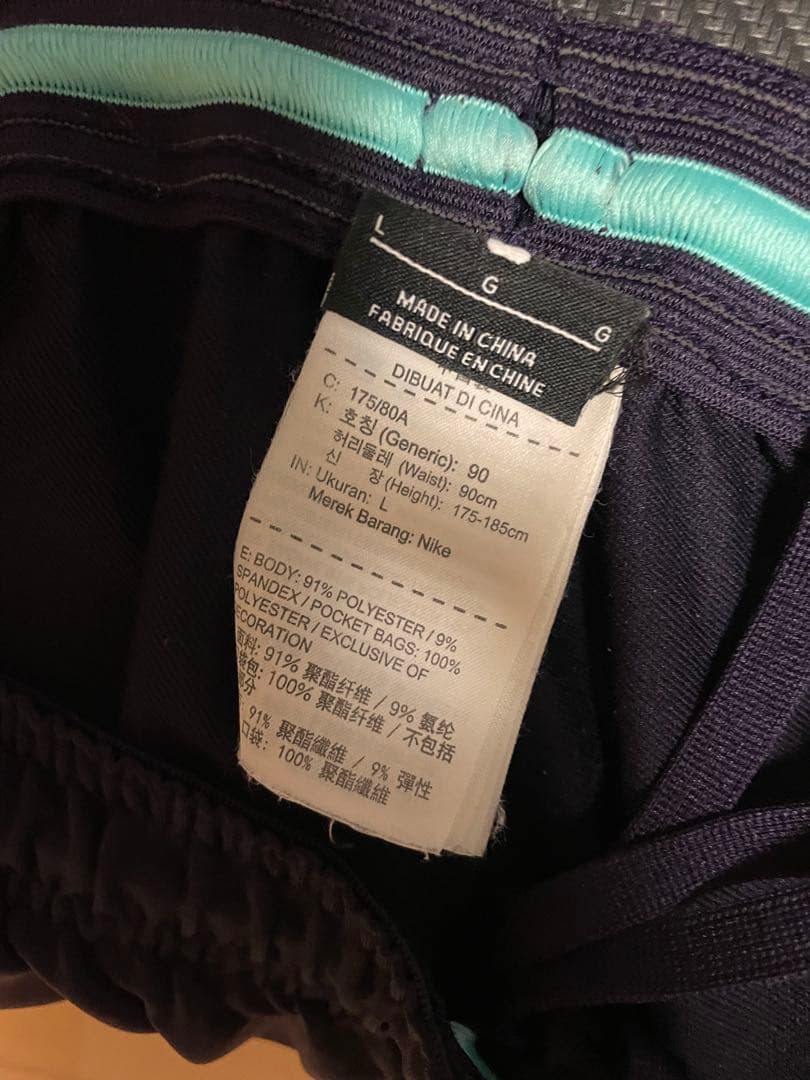 L
G
G
MADE IN CHINA
FABRIQUE EN CHINE
DIBUAT DI CINA
C: 175/80A
K: 호칭 (Generic): 90
허리둘레 (Waist): 90cm
신 장 (Height): 175-185cm
IN: Ukuran: L
Merek Barang: Nike
E: BODY: 91% POLYESTER / 9%
SPANDEX / POCKET BAGS: 100%
POLYESTER / EXCLUSIVE OF
ECORATION
面料: 91% 聚酯纤维 / 9% 氨纶
袋包: 100% 聚酯纤维 / 不包括
部分
: 91% 聚酯纖維 / 9% 彈性
口袋: 100% 聚酯纖維